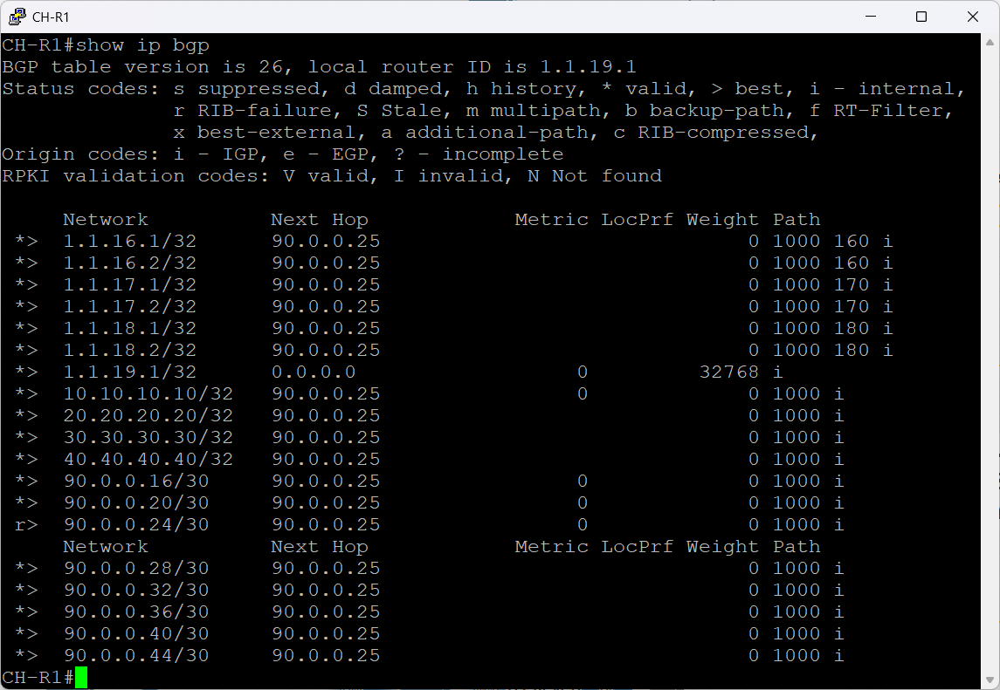 CH-R1
CH-R1#show ip bgp
BGP table version is 26, local router ID is 1.1.19.1
Status codes: s suppressed, d damped, h history, * valid, > best, i - internal,
              r RIB-failure, S Stale, m multipath, b backup-path, f RT-Filter,
              x best-external, a additional-path, c RIB-compressed,
Origin codes: i - IGP, e - EGP, ? - incomplete
RPKI validation codes: V valid, I invalid, N Not found
     Network          Next Hop            Metric LocPrf Weight Path
 *>  1.1.16.1/32      90.0.0.25                              0 1000 160 i
 *>  1.1.16.2/32      90.0.0.25                              0 1000 160 i
 *>  1.1.17.1/32      90.0.0.25                              0 1000 170 i
 *>  1.1.17.2/32      90.0.0.25                              0 1000 170 i
 *>  1.1.18.1/32      90.0.0.25                              0 1000 180 i
 *>  1.1.18.2/32      90.0.0.25                              0 1000 180 i
 *>  1.1.19.1/32      0.0.0.0                  0         32768 i
 *>  10.10.10.10/32   90.0.0.25                0             0 1000 i
 *>  20.20.20.20/32   90.0.0.25                              0 1000 i
 *>  30.30.30.30/32   90.0.0.25                              0 1000 i
 *>  40.40.40.40/32   90.0.0.25                              0 1000 i
 *>  90.0.0.16/30     90.0.0.25                0             0 1000 i
 *>  90.0.0.20/30     90.0.0.25                0             0 1000 i
 r>  90.0.0.24/30     90.0.0.25                0             0 1000 i
     Network          Next Hop            Metric LocPrf Weight Path
 *>  90.0.0.28/30     90.0.0.25                              0 1000 i
 *>  90.0.0.32/30     90.0.0.25                              0 1000 i
 *>  90.0.0.36/30     90.0.0.25                              0 1000 i
 *>  90.0.0.40/30     90.0.0.25                              0 1000 i
 *>  90.0.0.44/30     90.0.0.25                              0 1000 i
CH-R1#